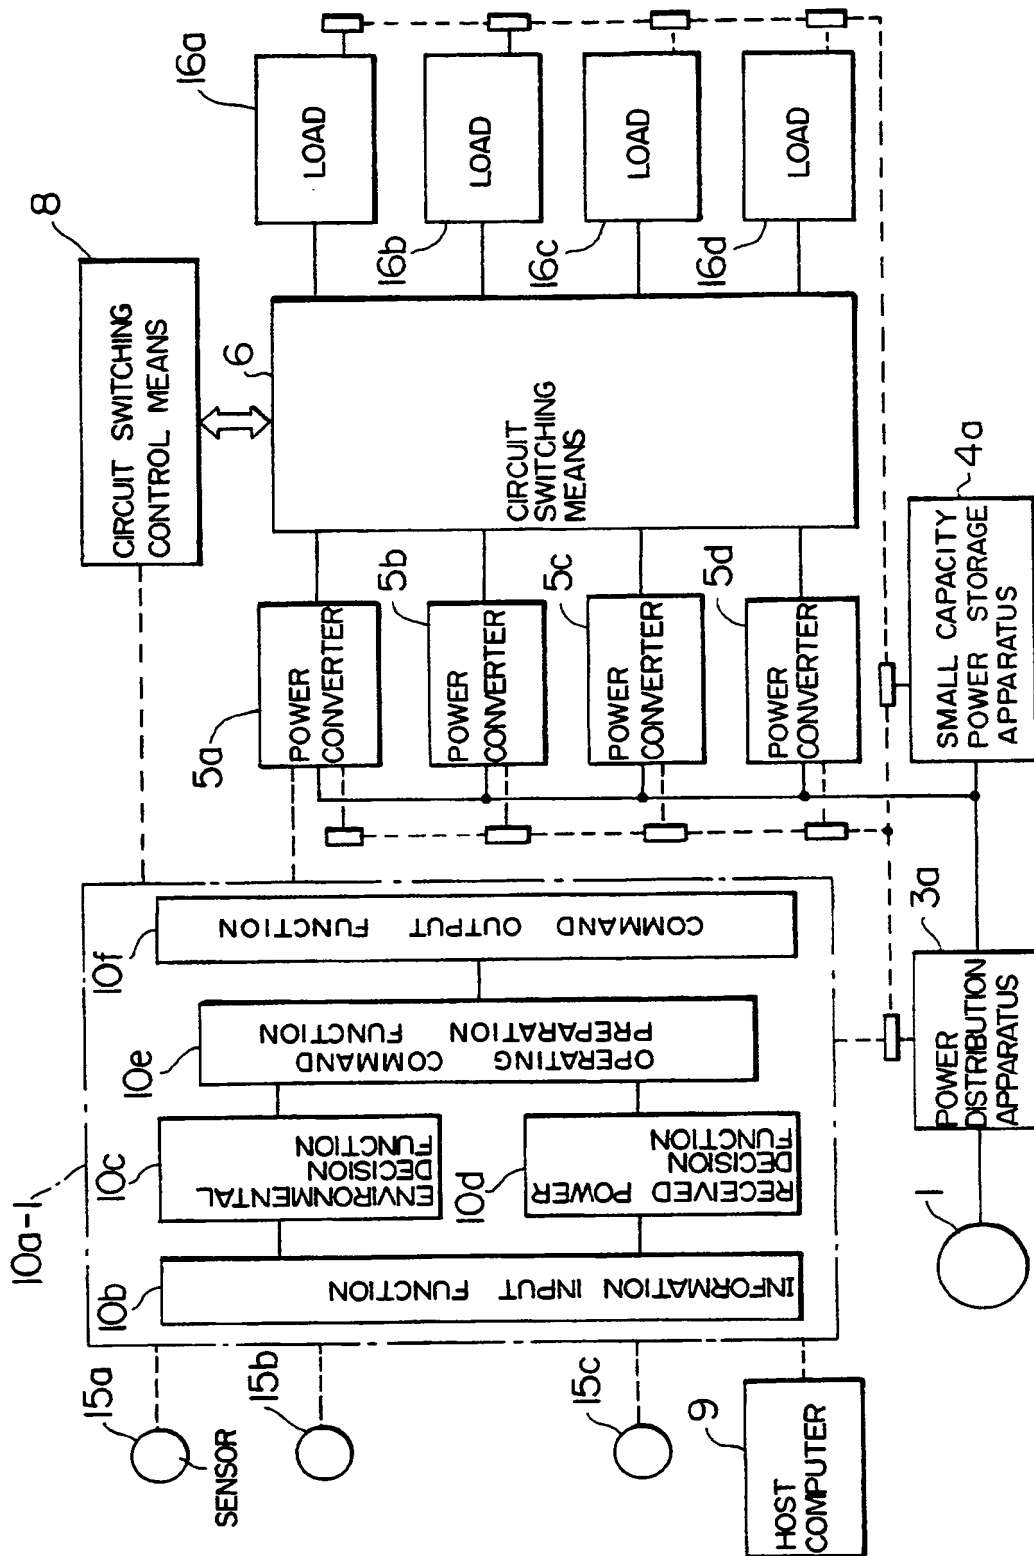 10a-1
15a
SENSOR
15b
15c
9
HOST
COMPUTER
10b
INFORMATION INPUT FUNCTION
10c
ENVIRONMENTAL
DECISION
FUNCTION
10d
RECEIVED POWER
DECISION
FUNCTION
10e
OPERATING COMMAND
PREPARATION FUNCTION
10f
COMMAND OUTPUT FUNCTION
8
CIRCUIT SWITCHING
CONTROL MEANS
5a
POWER
CONVERTER
5b
POWER
CONVERTER
5c
POWER
CONVERTER
5d
POWER
CONVERTER
6
CIRCUIT
SWITCHING
MEANS
16a
LOAD
16b
LOAD
16c
LOAD
16d
LOAD
1
3a
POWER
DISTRIBUTION
APPARATUS
4a
SMALL CAPACITY
POWER STORAGE
APPARATUS